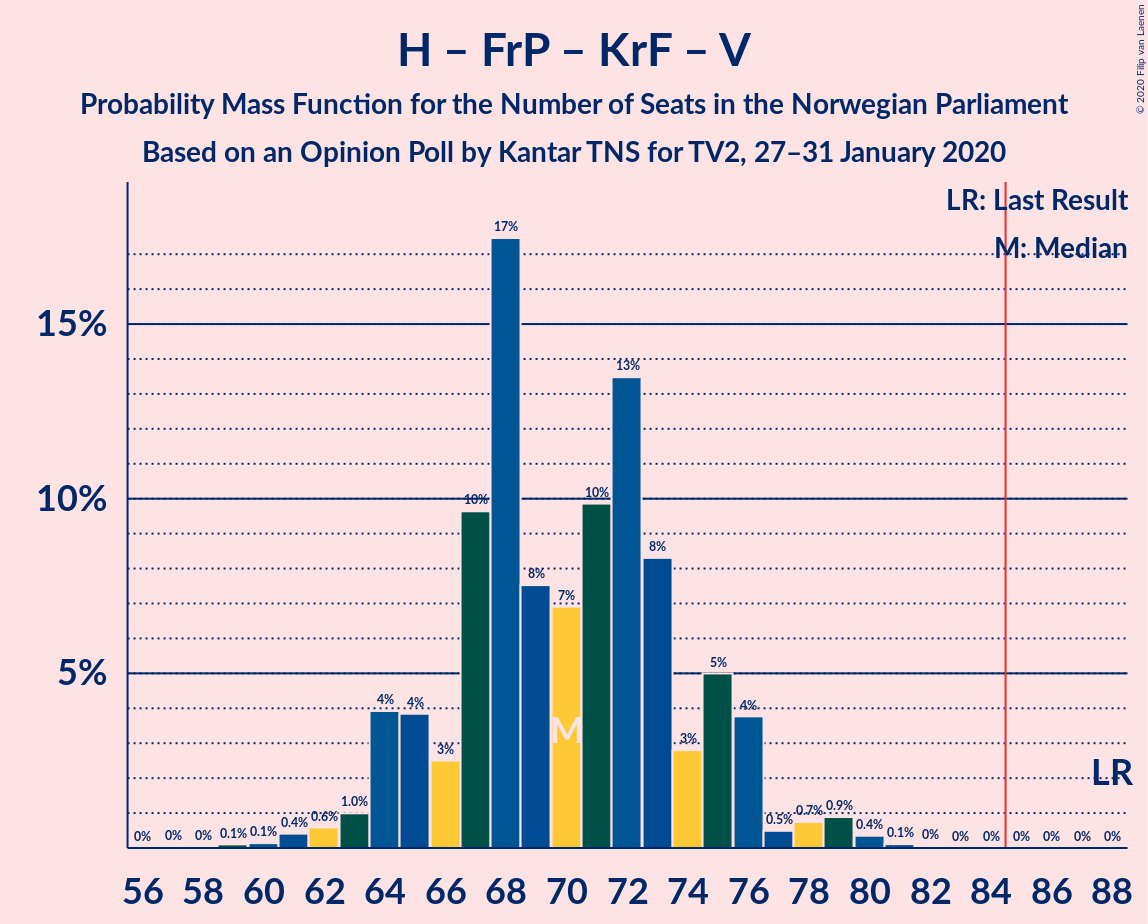 H – FrP – KrF – V
Probability Mass Function for the Number of Seats in the Norwegian Parliament
Based on an Opinion Poll by Kantar TNS for TV2, 27–31 January 2020
© 2020 Filip van Laenen
LR: Last Result
M: Median
15%
10%
5%
0% 0% 0% 0.1% 0.1% 0.4% 0.6% 1.0% 4% 4% 3% 10% 17% 8% 7% 10% 13% 8% 3% 5% 4% 0.5% 0.7% 0.9% 0.4% 0.1% 0% 0% 0% 0% 0% 0% 0%
M
LR
56 58 60 62 64 66 68 70 72 74 76 78 80 82 84 86 88